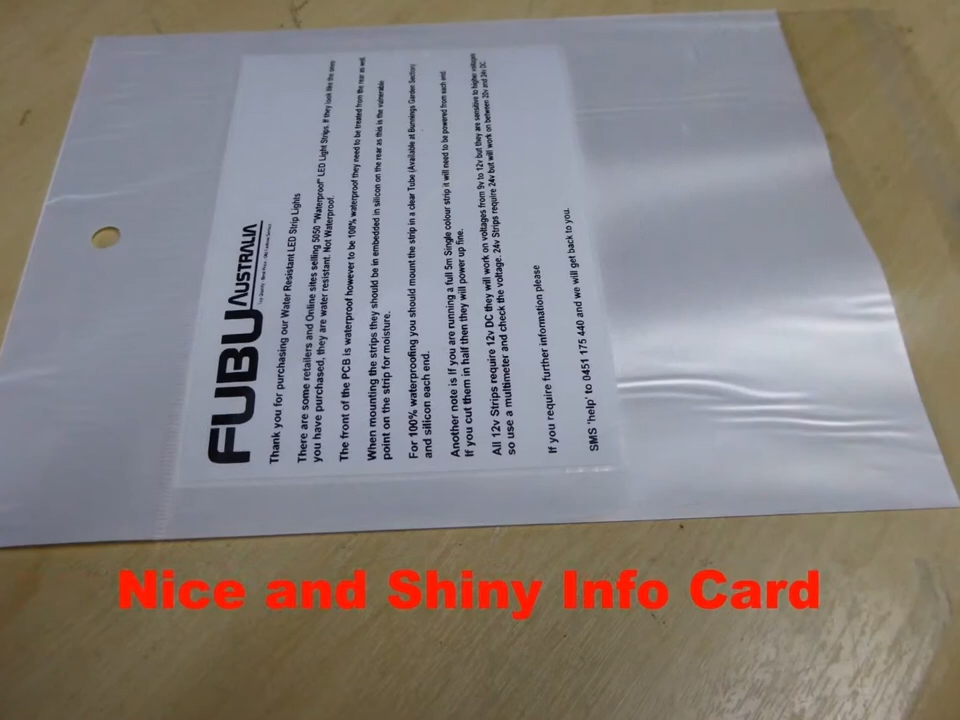 FUBU AUSTRALIA
Thank you for purchasing our Water Resistant LED Strip Lights
There are some retailers and Online sites selling 5050 "Waterproof" LED Light Strips. If they look like the ones
you have purchased, they are water resistant. Not Waterproof.
The front of the PCB is waterproof however to be 100% waterproof they need to be treated from the rear as well.
When mounting the strips they should be in embedded in silicon on the rear as this is the vulnerable
point on the strip for moisture.
For 100% waterproofing you should mount the strip in a clear Tube (Available at Bunnings Garden Section)
and silicon each end.
Another note is If you are running a full 5m Single colour strip it will need to be powered from each end.
If you cut them in half then they will power up fine.
All 12v Strips require 12v DC they will work on voltages from 9v to 12v but they are sensitive to higher voltages
so use a multimeter and check the voltage. 24v Strips require 24v but will work on between 20v and 24v DC
If you require further information please
SMS 'help' to 0451 175 440 and we will get back to you.
Nice and Shiny Info Card